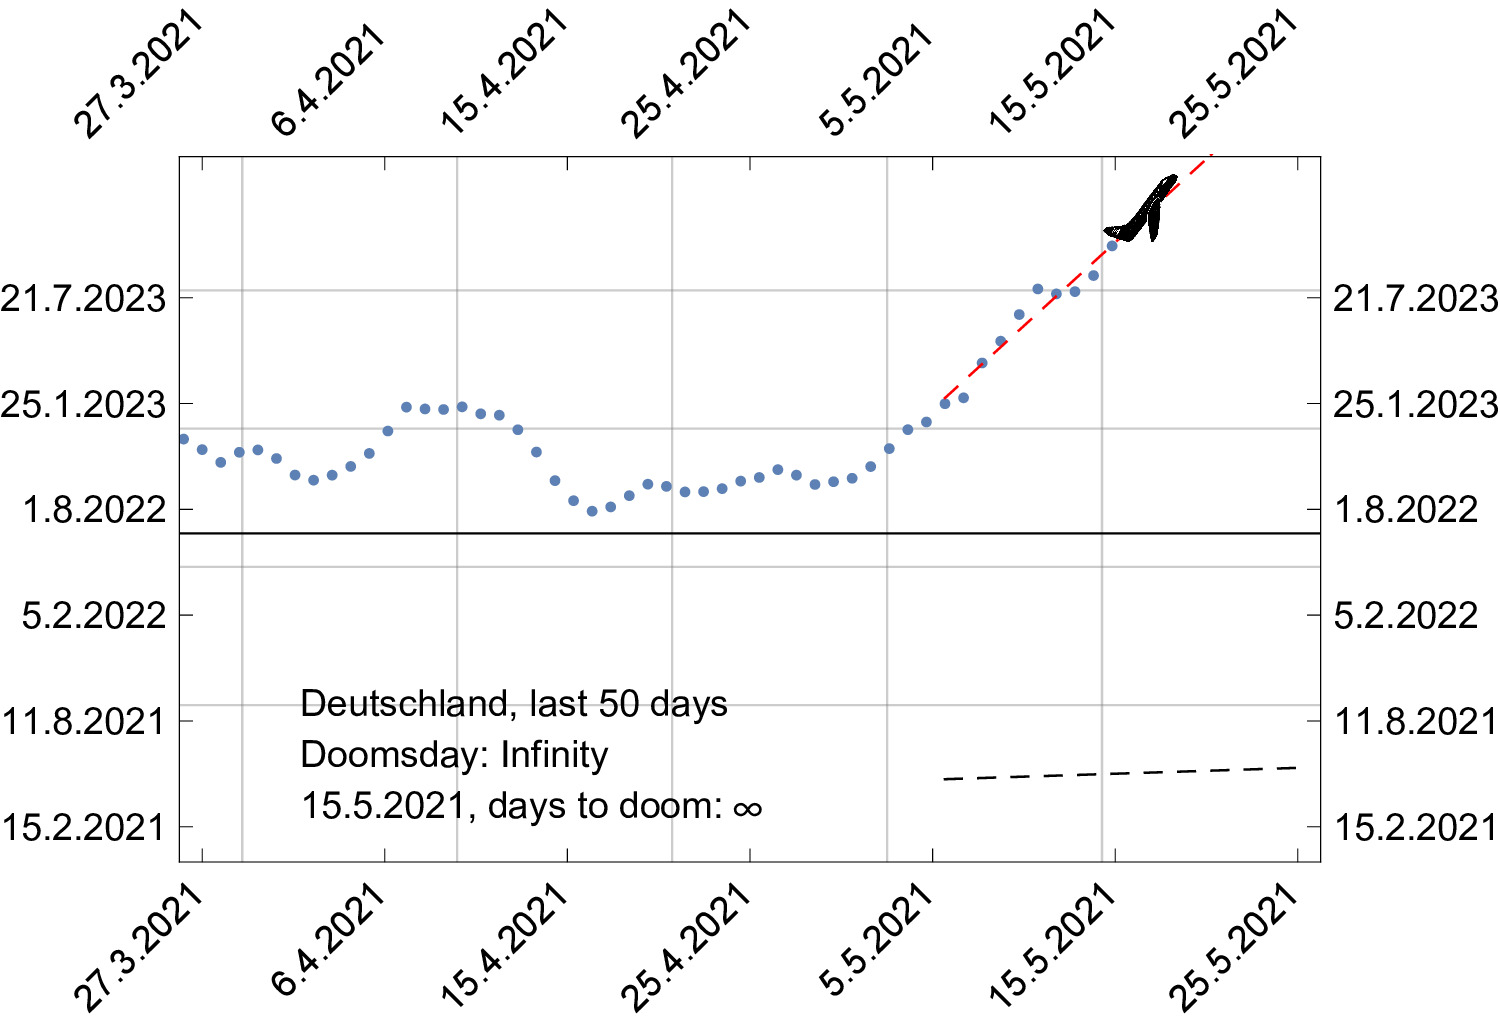 27.3.2021 6.4.2021 15.4.2021 25.4.2021 5.5.2021 15.5.2021 25.5.2021
21.7.2023 21.7.2023
25.1.2023 25.1.2023
1.8.2022 1.8.2022
5.2.2022 5.2.2022
Deutschland, last 50 days
11.8.2021 11.8.2021
Doomsday: Infinity
15.5.2021, days to doom: ∞
15.2.2021 15.2.2021
27.3.2021 6.4.2021 15.4.2021 25.4.2021 5.5.2021 15.5.2021 25.5.2021